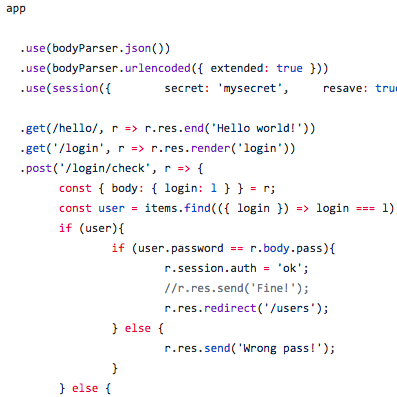 app
.use(bodyParser.json())
.use(bodyParser.urlencoded({ extended: true }))
.use(session({        secret: 'mysecret',     resave: true
.get(/hello/, r => r.res.end('Hello world!'))
.get('/login', r => r.res.render('login'))
.post('/login/check', r => {
const { body: { login: l } } = r;
const user = items.find(({ login }) => login === l)
if (user){
if (user.password == r.body.pass){
r.session.auth = 'ok';
//r.res.send('Fine!');
r.res.redirect('/users');
} else {
r.res.send('Wrong pass!');
}
} else {